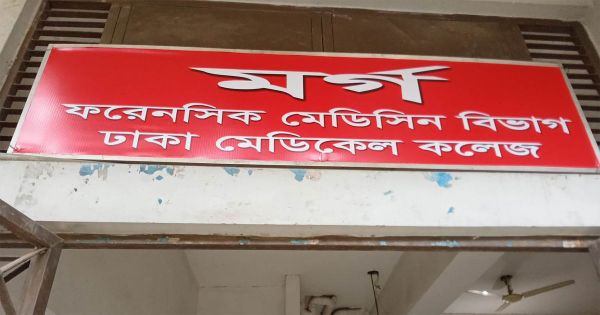 মর্গ
ফরেনসিক মেডিসিন বিভাগ
ঢাকা মেডিকেল কলেজ